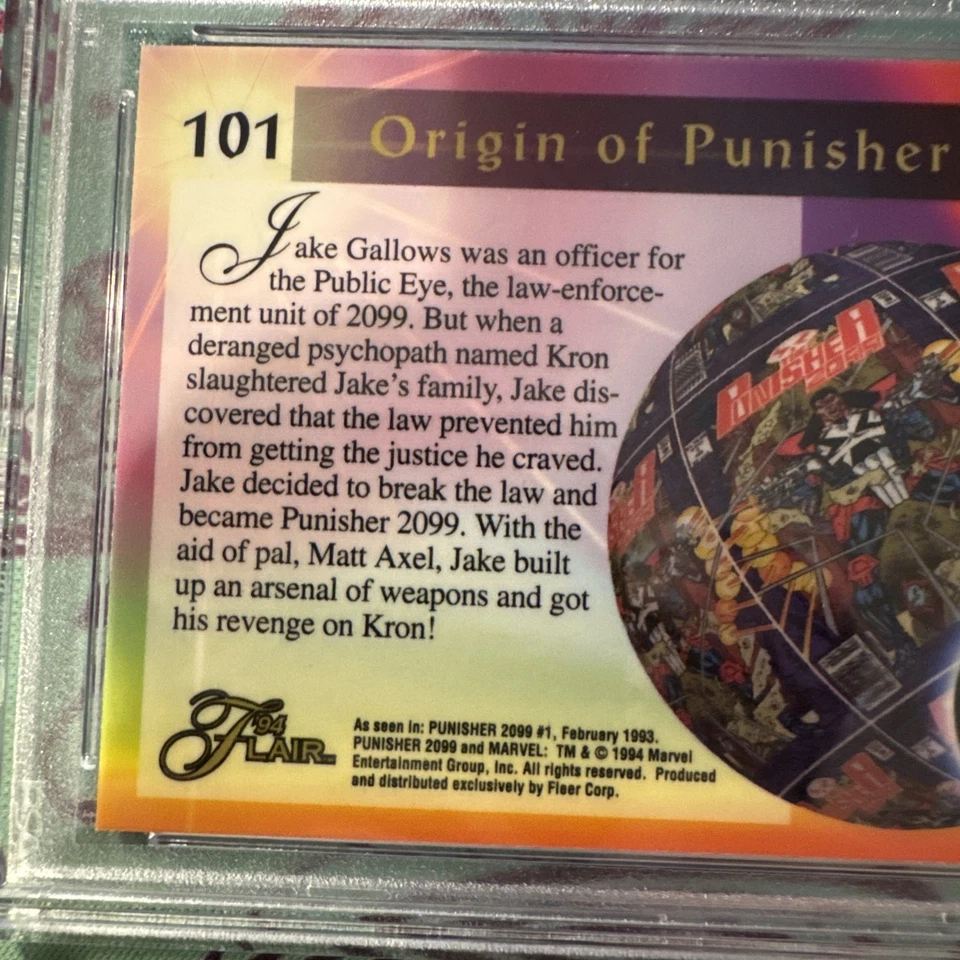 101
Origin of Punisher
Jake Gallows was an officer for
the Public Eye, the law-enforce-
ment unit of 2099. But when a
deranged psychopath named Kron
slaughtered Jake's family, Jake dis-
covered that the law prevented him
from getting the justice he craved.
Jake decided to break the law and
became Punisher 2099. With the
aid of pal, Matt Axel, Jake built
up an arsenal of weapons and got
his revenge on Kron!
PUNISHER
2099
'94
FLAIR™
As seen in: PUNISHER 2099 #1, February 1993.
PUNISHER 2099 and MARVEL: TM & © 1994 Marvel
Entertainment Group, Inc. All rights reserved. Produced
and distributed exclusively by Fleer Corp.